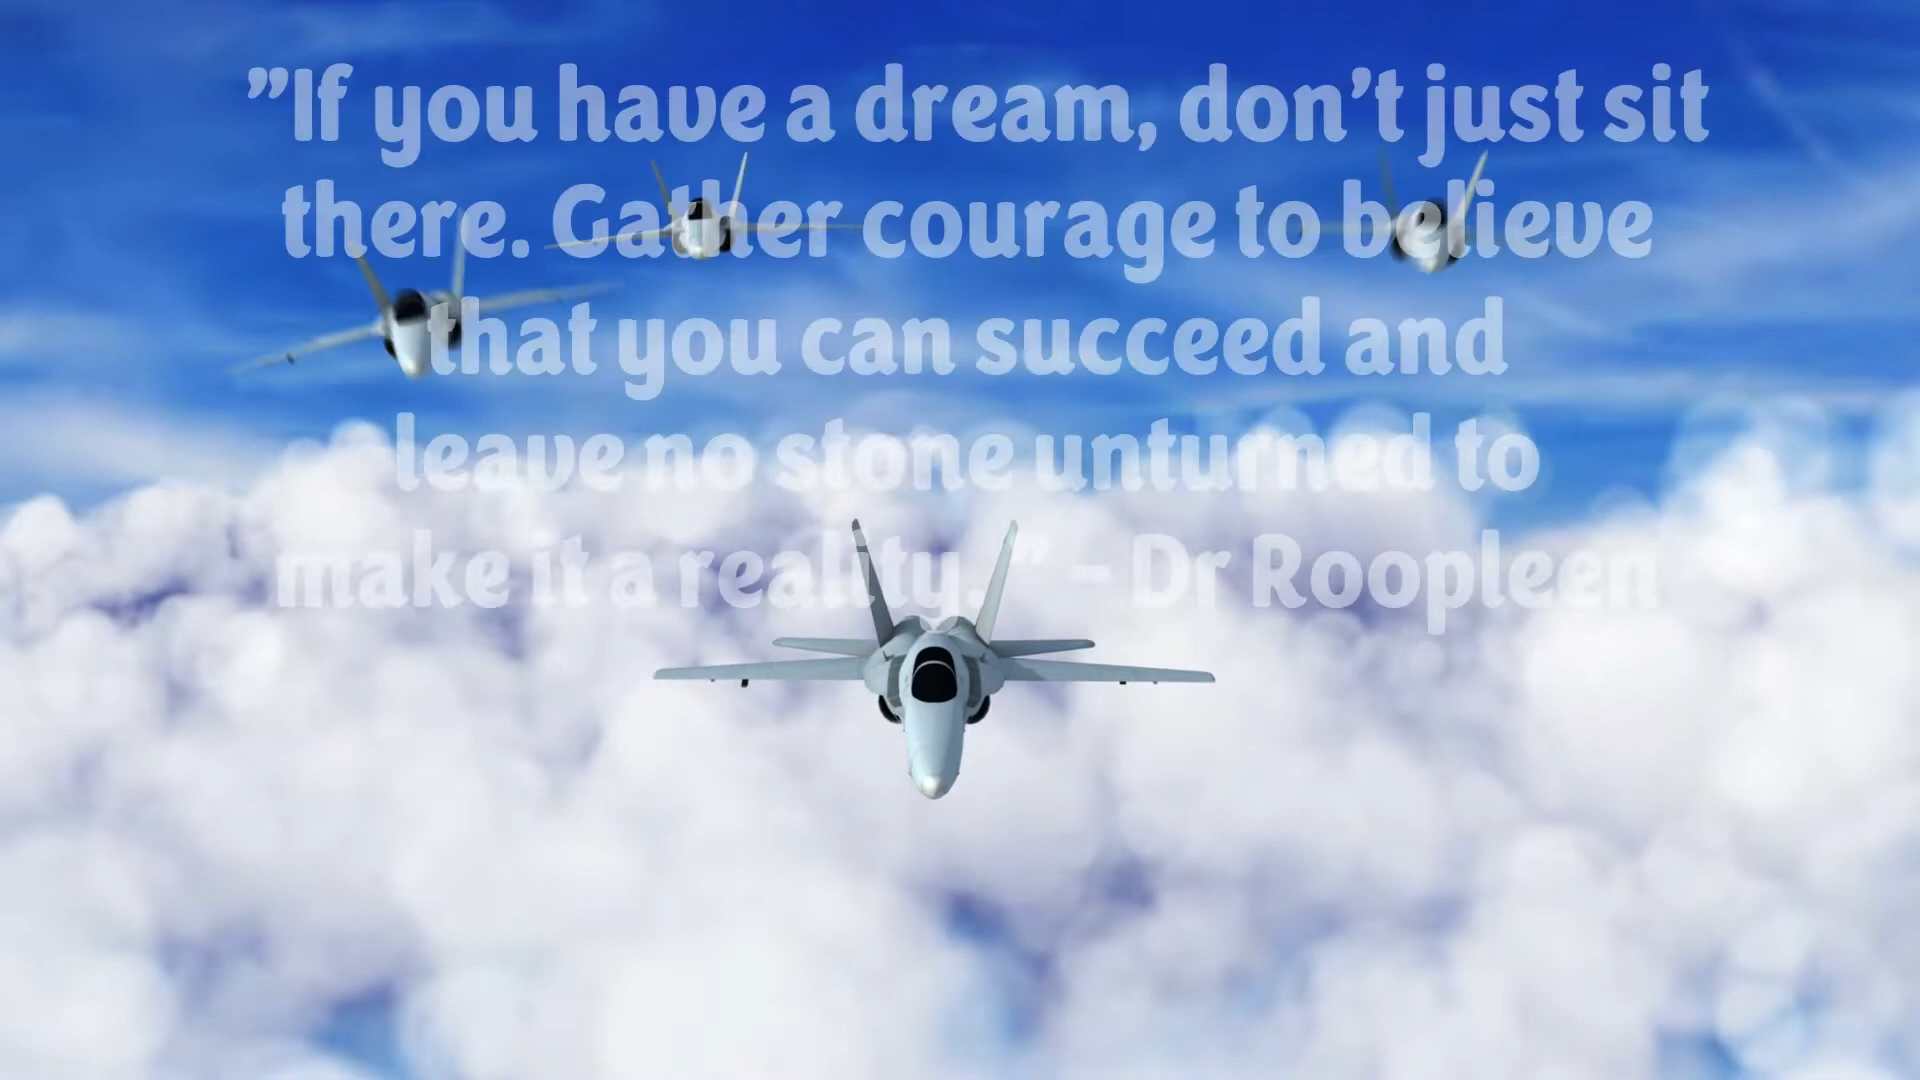 ”If you have a dream, don’t just sit
there. Gather courage to believe
that you can succeed and
leave no stone unturned to
make it a reality.” - Dr Roopleen